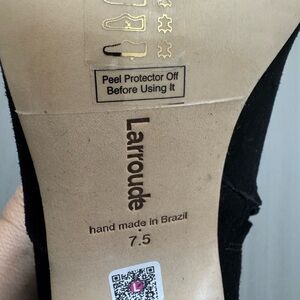 Peel Protector Off
Before Using It
Larroude
hand made in Brazil
7.5
L